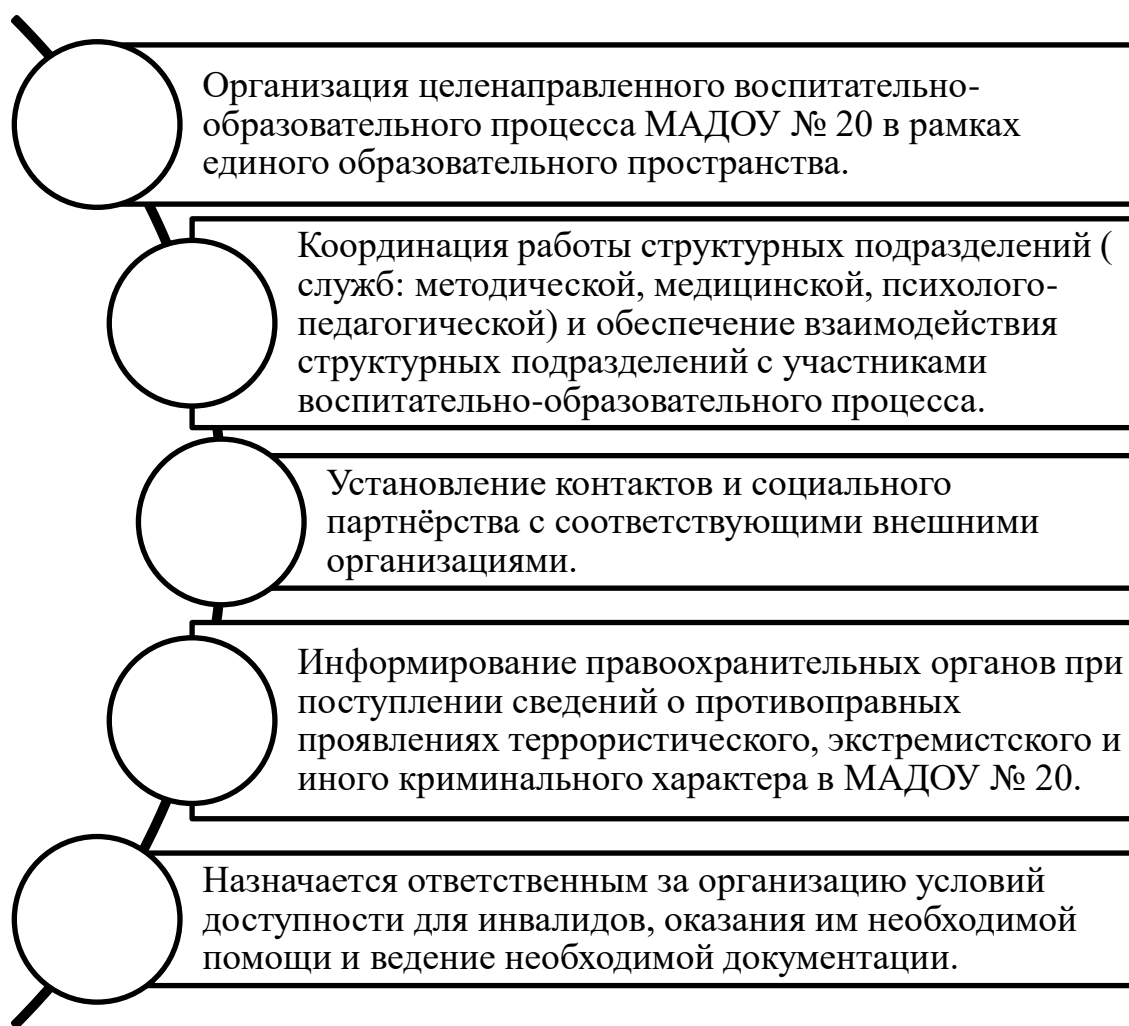 Организация целенаправленного воспитательно-
образовательного процесса МАДОУ № 20 в рамках
единого образовательного пространства.
Координация работы структурных подразделений (
служб: методической, медицинской, психолого-
педагогической) и обеспечение взаимодействия
структурных подразделений с участниками
воспитательно-образовательного процесса.
Установление контактов и социального
партнёрства с соответствующими внешними
организациями.
Информирование правоохранительных органов при
поступлении сведений о противоправных
проявлениях террористического, экстремистского и
иного криминального характера в МАДОУ № 20.
Назначается ответственным за организацию условий
доступности для инвалидов, оказания им необходимой
помощи и ведение необходимой документации.